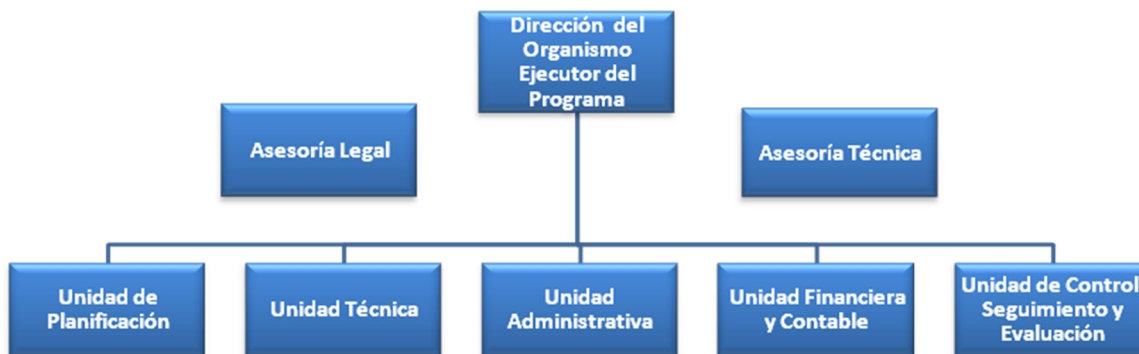 Dirección del
Organismo
Ejecutor del
Programa
Asesoría Legal
Asesoría Técnica
Unidad de
Planificación
Unidad Técnica
Unidad
Administrativa
Unidad Financiera
y Contable
Unidad de Control
Seguimiento y
Evaluación